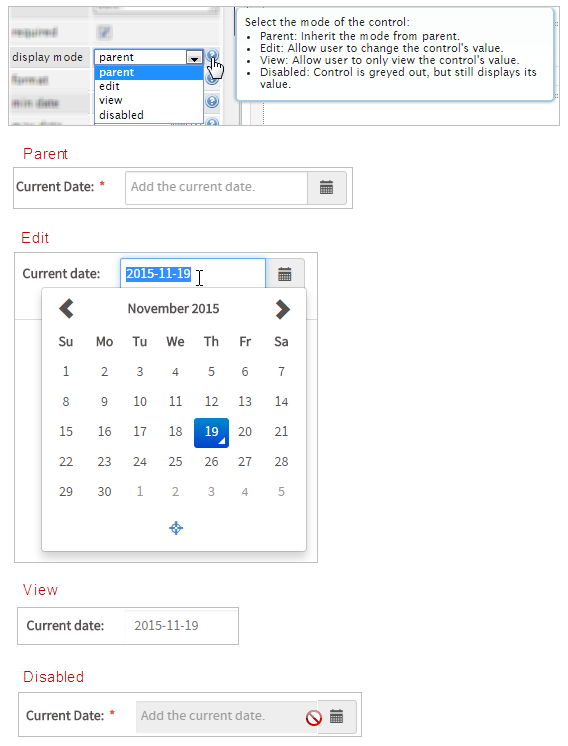 required
display mode parent
parent
edit
view
disabled
format
min date
Select the mode of the control:
• Parent: Inherit the mode from parent.
• Edit: Allow user to change the control's value.
• View: Allow user to only view the control's value.
• Disabled: Control is greyed out, but still displays its
value.
Parent
Current Date: * Add the current date.
Edit
Current date: 2015-11-19
November 2015
Su Mo Tu We Th Fr Sa
1 2 3 4 5 6 7
8 9 10 11 12 13 14
15 16 17 18 19 20 21
22 23 24 25 26 27 28
29 30 1 2 3 4 5
View
Current date: 2015-11-19
Disabled
Current Date: * Add the current date.